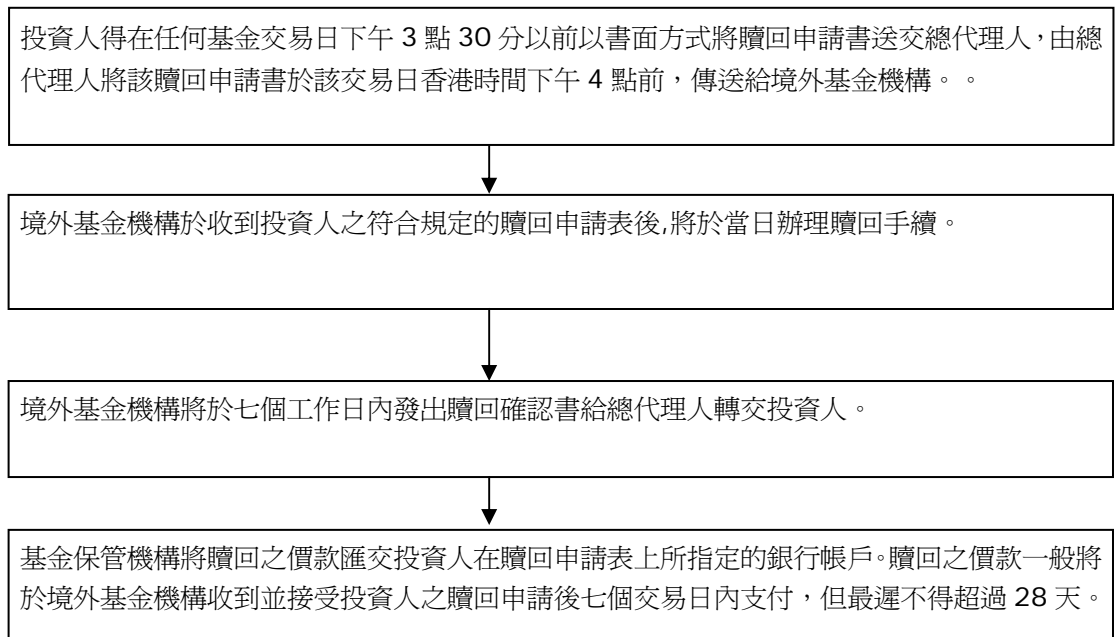 投資人得在任何基金交易日下午 3 點 30 分以前以書面方式將贖回申請書送交總代理人,由總
代理人將該贖回申請書於該交易日香港時間下午 4 點前,傳送給境外基金機構。。
境外基金機構於收到投資人之符合規定的贖回申請表後,將於當日辦理贖回手續。
境外基金機構將於七個工作日內發出贖回確認書給總代理人轉交投資人。
基金保管機構將贖回之價款匯交投資人在贖回申請表上所指定的銀行帳戶。贖回之價款一般將
於境外基金機構收到並接受投資人之贖回申請後七個交易日內支付,但最遲不得超過 28 天。